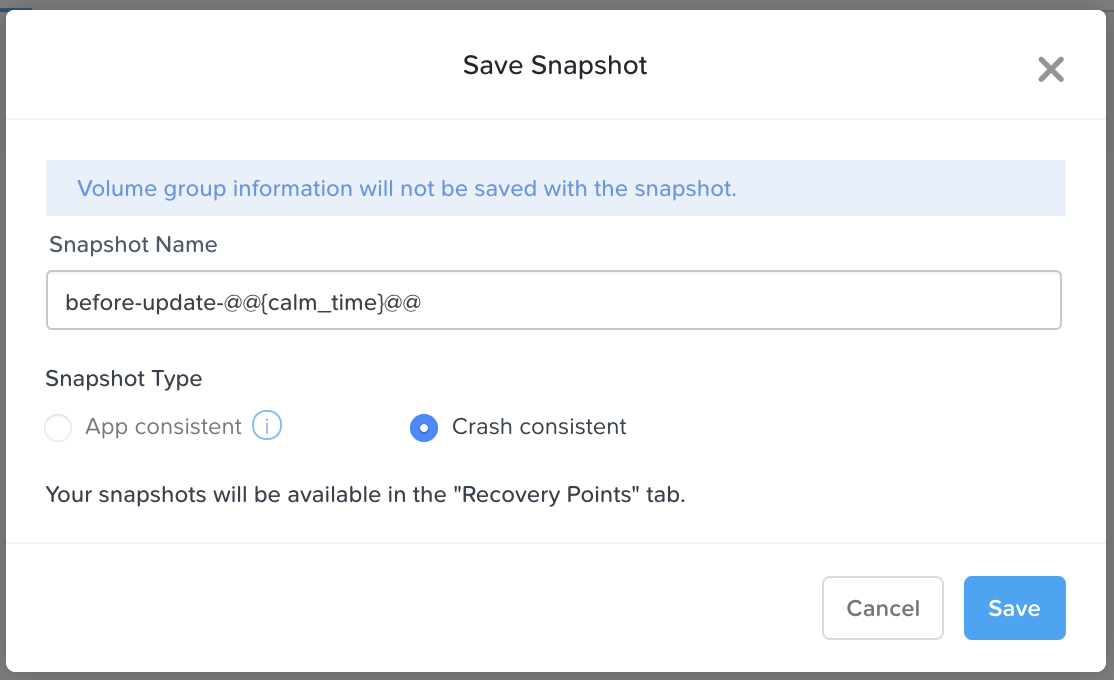 Save Snapshot
Volume group information will not be saved with the snapshot.
Snapshot Name
before-update-@@{calm_time}@@
Snapshot Type
App consistent i Crash consistent
Your snapshots will be available in the "Recovery Points" tab.
Cancel Save